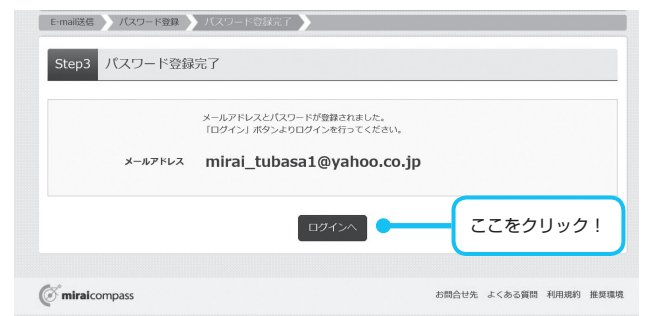 E-mail送信 パスワード登録 パスワード登録完了
Step3 パスワード登録完了
メールアドレスとパスワードが登録されました。
「ログイン」ボタンよりログインを行ってください。
メールアドレス mirai_tubasa1@yahoo.co.jp
ログインへ
ここをクリック！
miraicompass
お問合せ先 よくある質問 利用規約 推奨環境